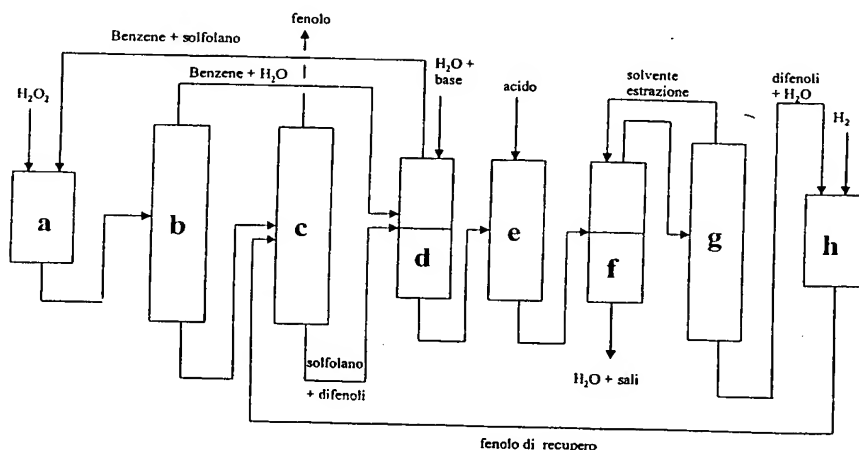 fenolo
Benzene + solfolano
H₂O₂
Benzene + H₂O
H₂O +
base
acido
solvente
estrazione
difenoli
+ H₂O
H₂
a
b
c
d
e
f
g
h
solfolano
+ difenoli
H₂O + sali
fenolo di recupero